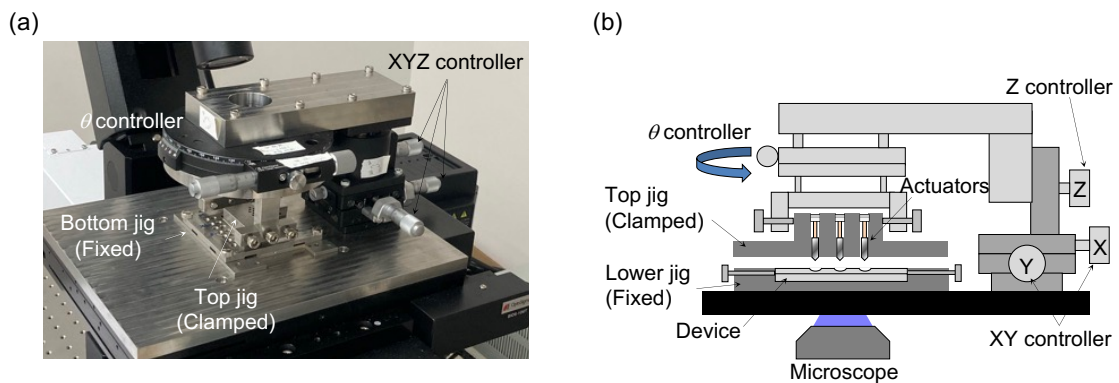 (a)
XYZ controller
θ controller
Bottom jig
(Fixed)
Top jig
(Clamped)
(b)
Z controller
θ controller
Actuators
Top jig
(Clamped)
Z
X
Y
Lower jig
(Fixed)
Device
XY controller
Microscope